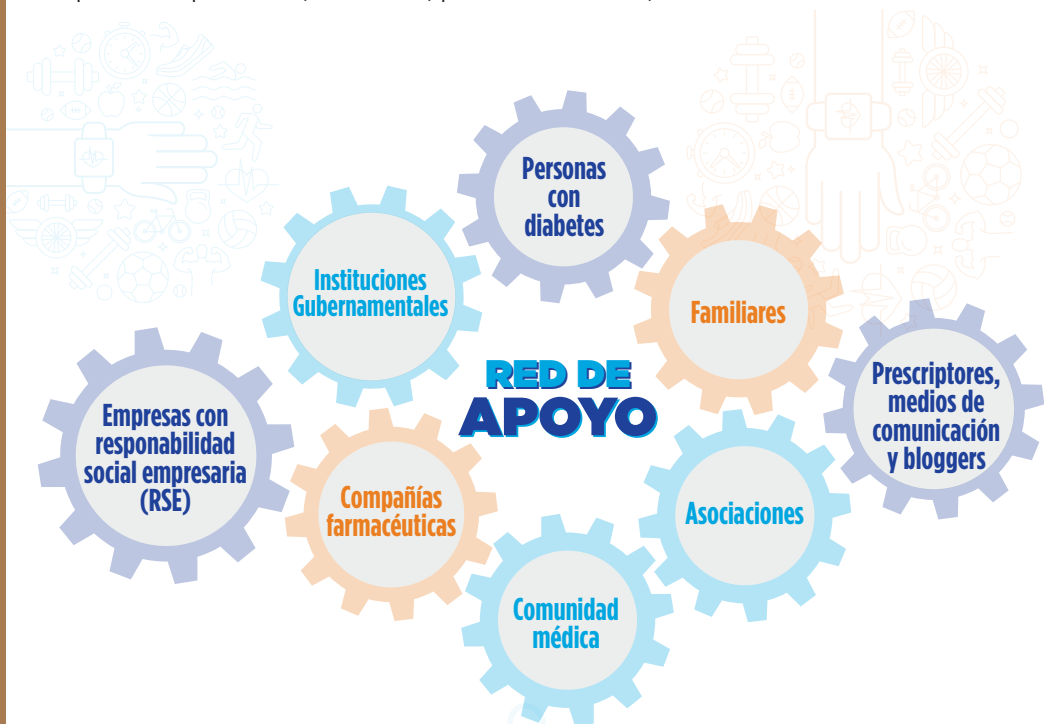 Personas
con
diabetes
Instituciones
Gubernamentales
Familiares
RED DE
APOYO
Prescriptores,
medios de
comunicación
y bloggers
Empresas con
responabilidad
social empresaria
(RSE)
Compañías
farmacéuticas
Asociaciones
Comunidad
médica